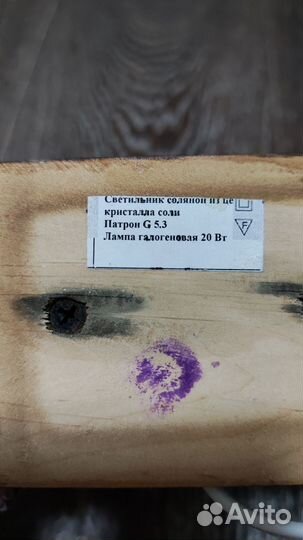 Светильник соляной из це
кристалла соли
Патрон G 5.3
Лампа галогеновая 20 Вт
F
Avito